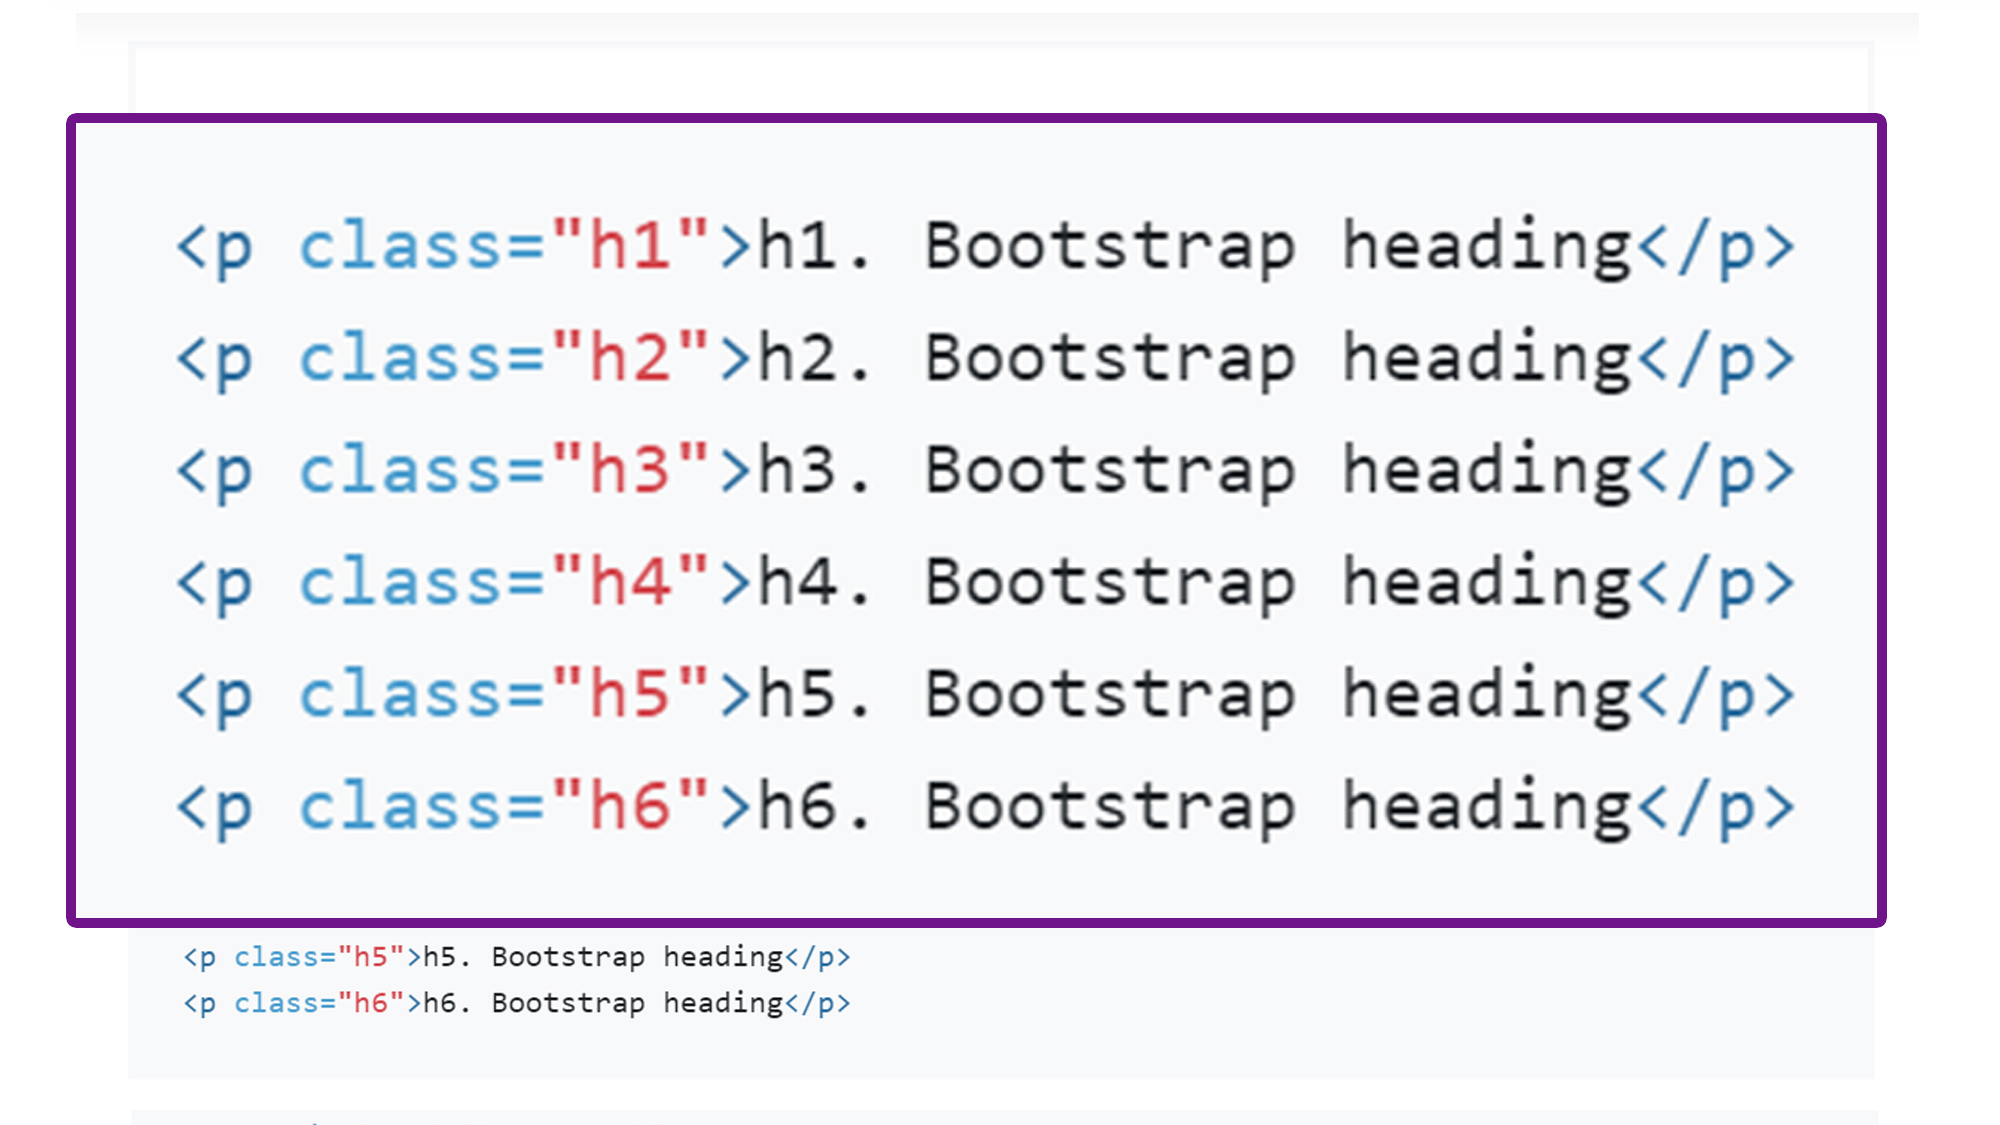 <p class="h1">h1. Bootstrap heading</p>
<p class="h2">h2. Bootstrap heading</p>
<p class="h3">h3. Bootstrap heading</p>
<p class="h4">h4. Bootstrap heading</p>
<p class="h5">h5. Bootstrap heading</p>
<p class="h6">h6. Bootstrap heading</p>
<p class="h5">h5. Bootstrap heading</p>
<p class="h6">h6. Bootstrap heading</p>